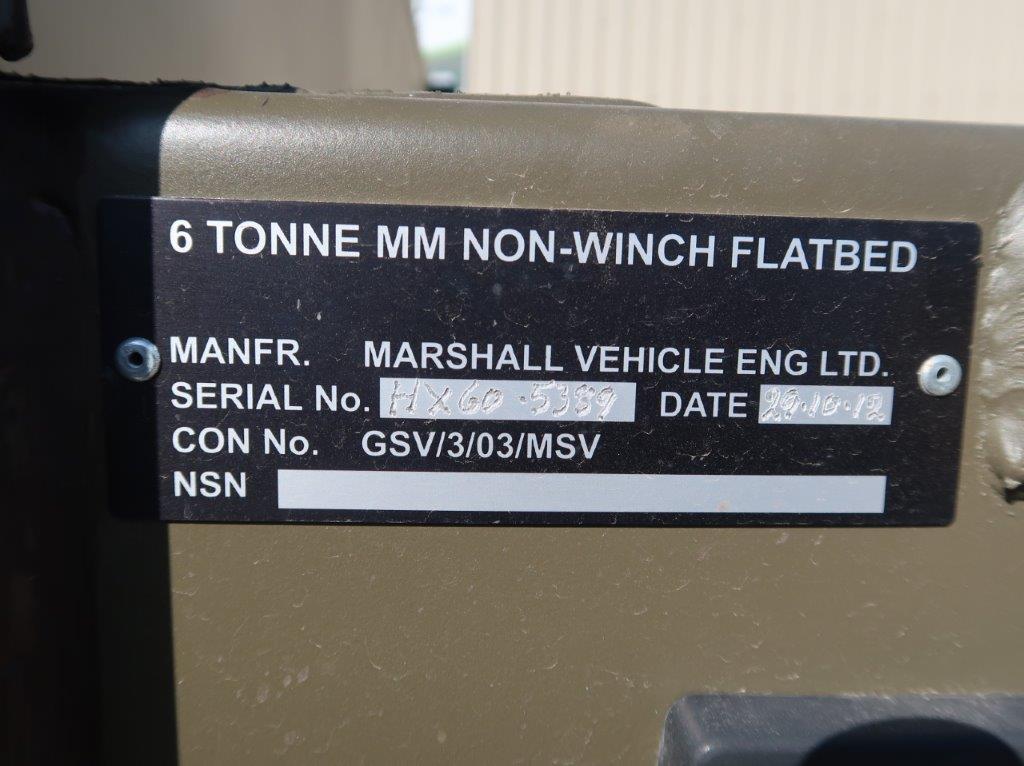 6 TONNE MM NON-WINCH FLATBED
MANFR. MARSHALL VEHICLE ENG LTD.
SERIAL No. HX60.5389 DATE 29.10.12
CON No. GSV/3/03/MSV
NSN